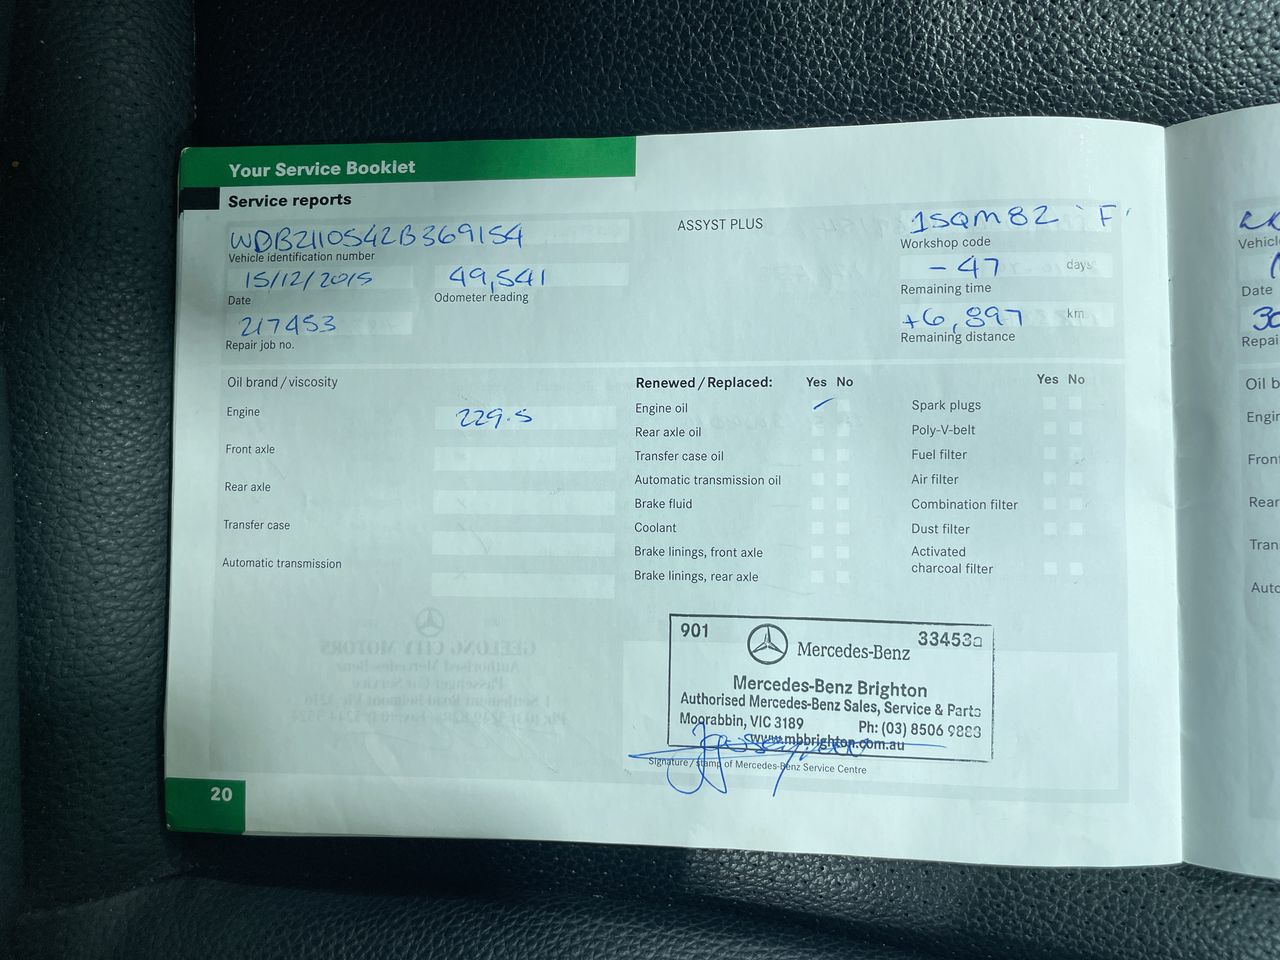 Your Service Booklet
Service reports
WDB2110542B369154
Vehicle identification number
15/12/2015
Date
49,541
Odometer reading
217453
Repair job no.
ASSYST PLUS
1SQM82 'F'
Workshop code
- 47 days
Remaining time
+6,897 km
Remaining distance
Oil brand / viscosity
Engine 229.5
Front axle
Rear axle
Transfer case
Automatic transmission
Renewed / Replaced: Yes No
Engine oil
Rear axle oil
Transfer case oil
Automatic transmission oil
Brake fluid
Coolant
Brake linings, front axle
Brake linings, rear axle
Yes No
Spark plugs
Poly-V-belt
Fuel filter
Air filter
Combination filter
Dust filter
Activated
charcoal filter
901 33453a
Mercedes-Benz
Mercedes-Benz Brighton
Authorised Mercedes-Benz Sales, Service & Parts
Moorabbin, VIC 3189 Ph: (03) 8506 9883
www.mbbrighton.com.au
Signature / stamp of Mercedes-Benz Service Centre
20
Date